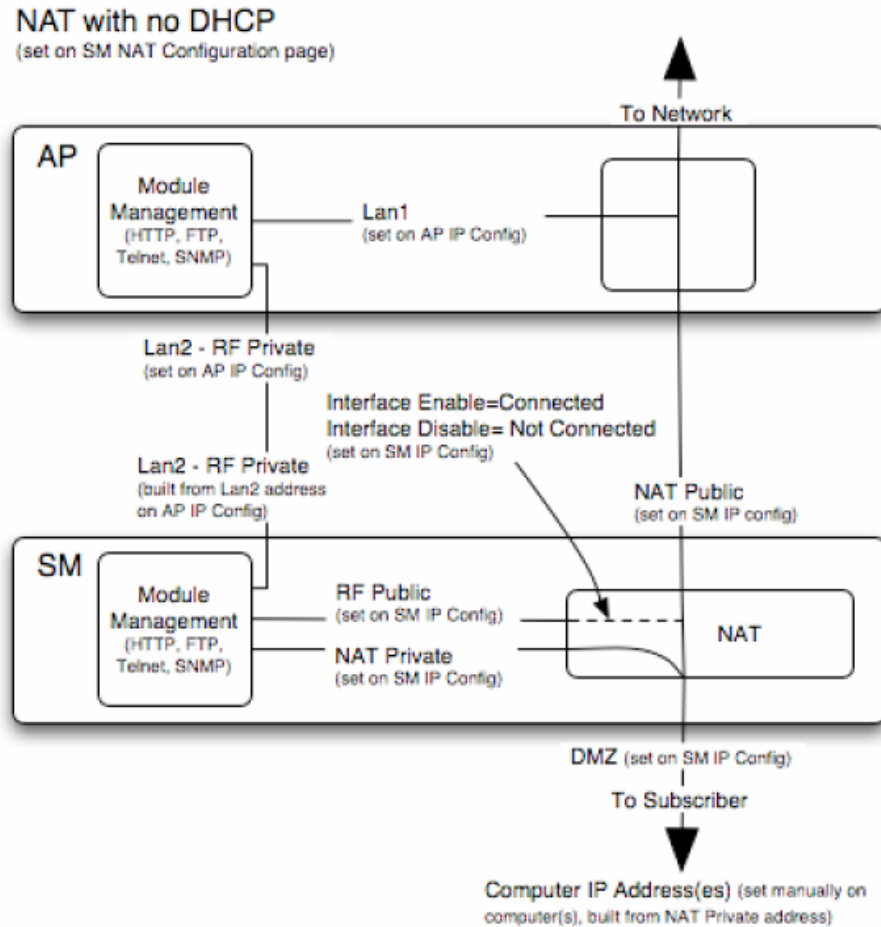 NAT with no DHCP
(set on SM NAT Configuration page)
To Network
AP
Module
Management
(HTTP, FTP,
Telnet, SNMP)
Lan1
(set on AP IP Config)
Lan2 - RF Private
(set on AP IP Config)
Interface Enable=Connected
Interface Disable= Not Connected
(set on SM IP Config)
Lan2 - RF Private
(built from Lan2 address
on AP IP Config)
NAT Public
(set on SM IP config)
SM
Module
Management
(HTTP, FTP,
Telnet, SNMP)
RF Public
(set on SM IP Config)
NAT Private
(set on SM IP Config)
NAT
DMZ (set on SM IP Config)
To Subscriber
Computer IP Address(es) (set manually on
computer(s), built from NAT Private address)